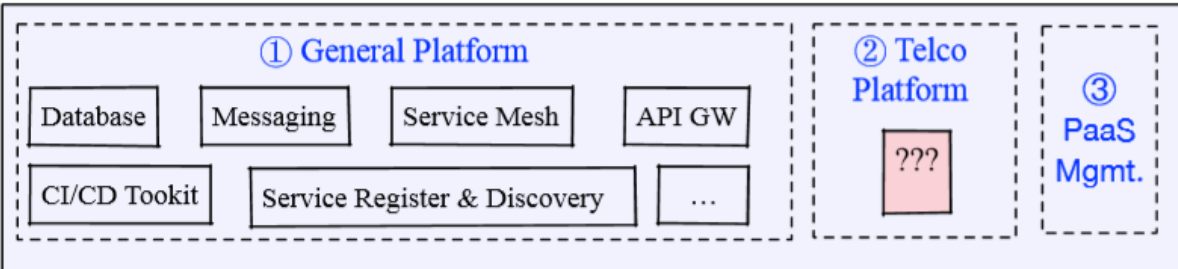 ① General Platform
Database
Messaging
Service Mesh
API GW
CI/CD Tookit
Service Register & Discovery
...
② Telco
Platform
???
③
PaaS
Mgmt.